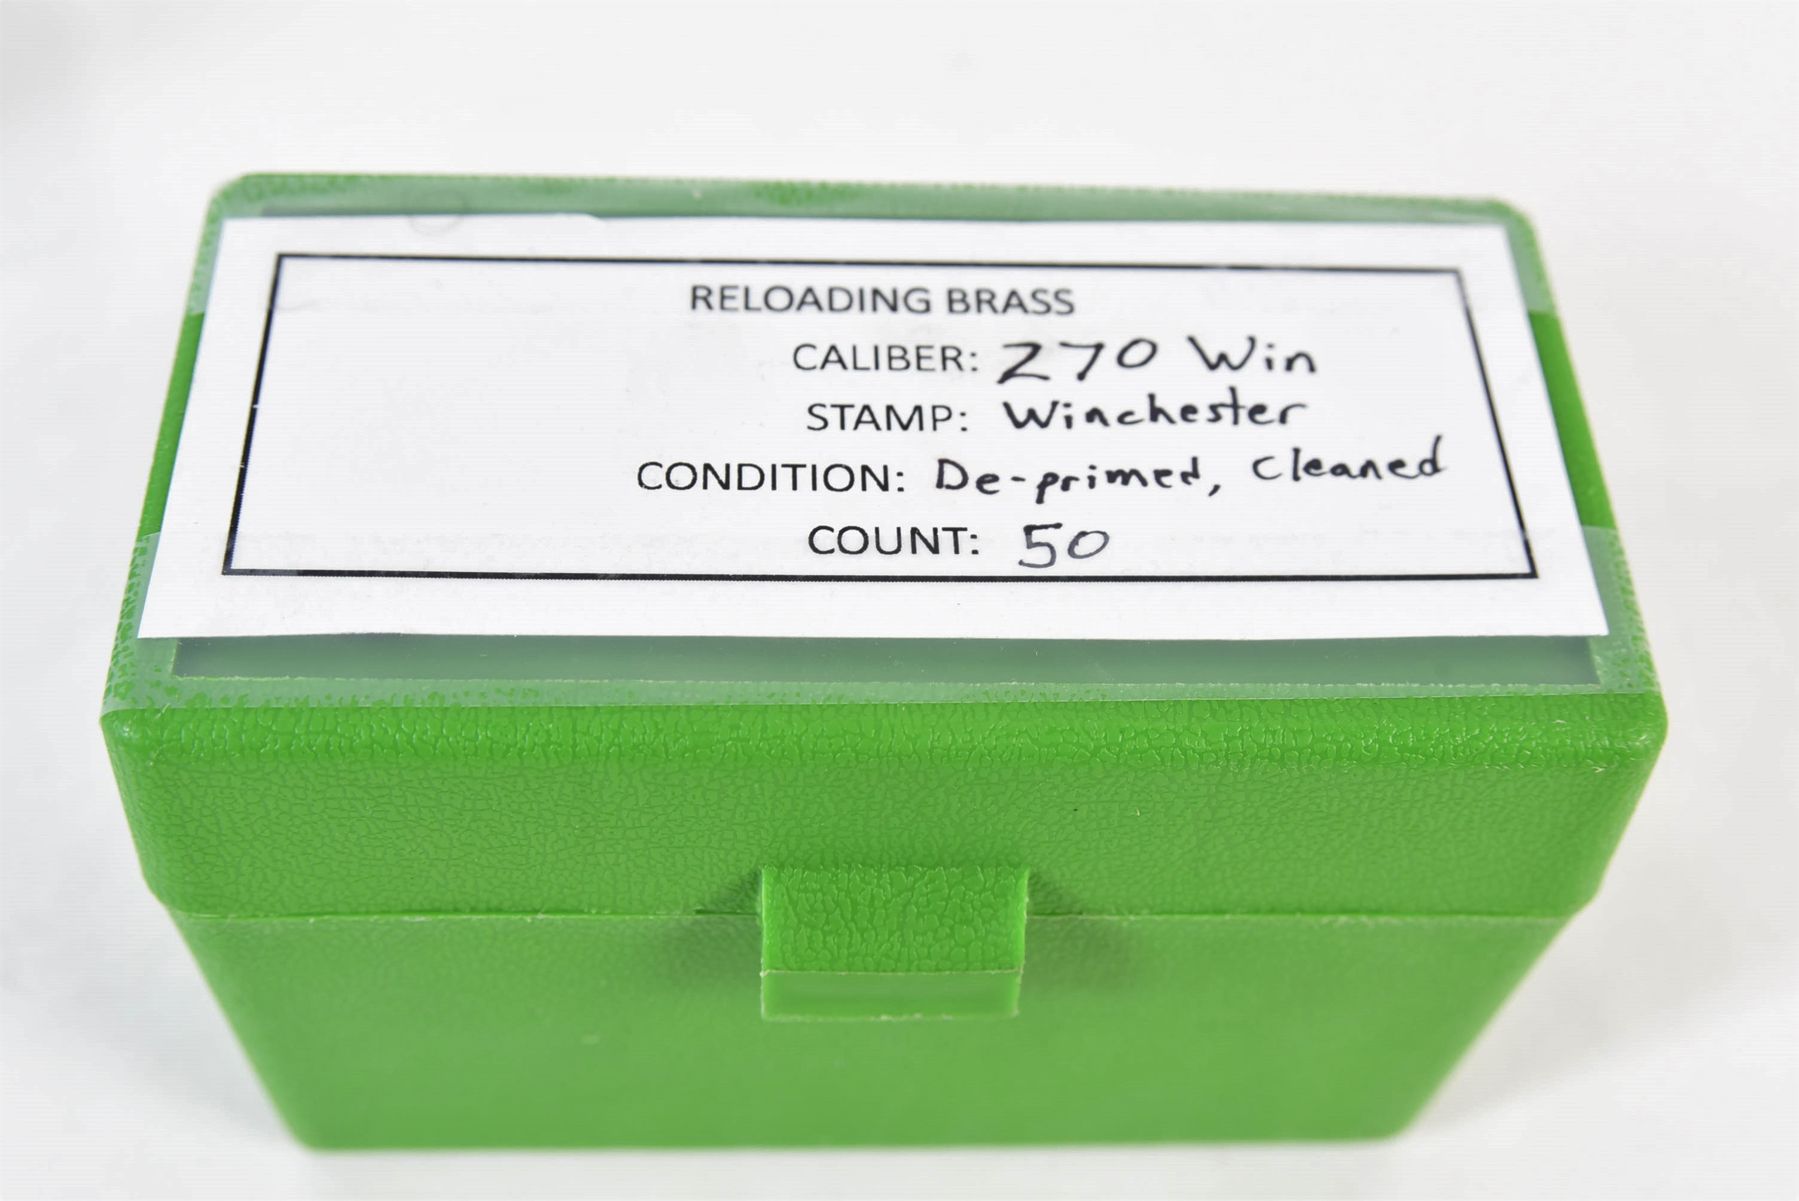 RELOADING BRASS
CALIBER: 270 Win
STAMP: Winchester
CONDITION: De-primed, cleaned
COUNT: 50